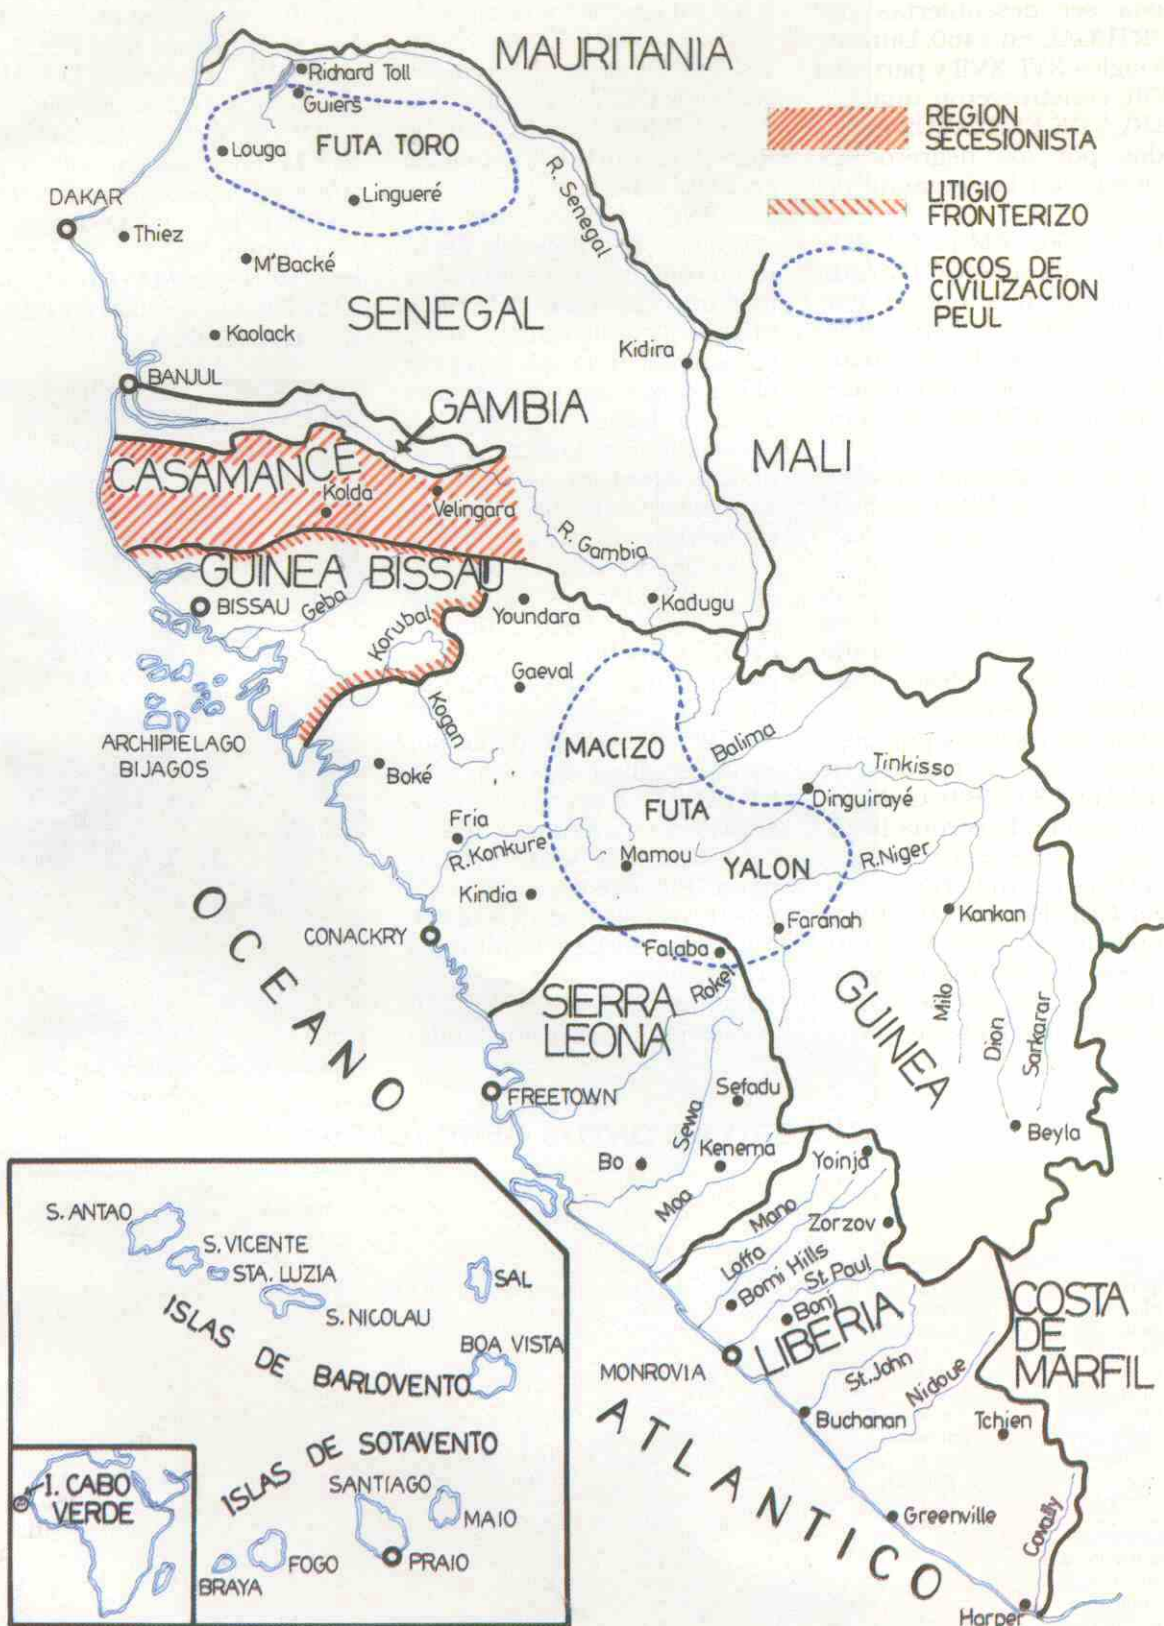 MAURITANIA
Richard Toll
Guiers
FUTA TORO
Louga
Lingueré
R. Senegal
DAKAR
Thiez
M'Backé
SENEGAL
Kaolack
Kidira
BANJUL
GAMBIA
MALI
CASAMANCE
Kolda
Velingara
R. Gambia
GUINEA BISSAU
BISSAU
Geba
Korubal
Youndara
Kadugu
Gaeval
Kogan
ARCHIPIELAGO
BIJAGOS
MACIZO
Balima
Tinkisso
Boké
FUTA
Dinguirayé
Fria
R. Konkure
Mamou
YALON
R. Niger
Kindia
Kankan
Faranah
CONACKRY
Falaba
Rokel
SIERRA
LEONA
GUINEA
Milo
Dion
Sarkarar
FREETOWN
Sefadu
Sewa
Beyla
Bo
Kenema
Yoinja
Moa
Mano
Zorzov
Loffa
Bomi Hills
St. Paul
Bonj
LIBERIA
COSTA
DE
MARFIL
MONROVIA
St. John
Nidoue
Buchanan
Tchien
Greenville
Cavally
Harper
OCEANO
ATLANTICO
REGION
SECESIONISTA
LITIGIO
FRONTERIZO
FOCOS DE
CIVILIZACION
PEUL
S. ANTAO
S. VICENTE
STA. LUZIA
S. NICOLAU
SAL
BOA VISTA
ISLAS DE BARLOVENTO
ISLAS DE SOTAVENTO
SANTIAGO
MAIO
FOGO
PRAIO
BRAYA
I. CABO
VERDE